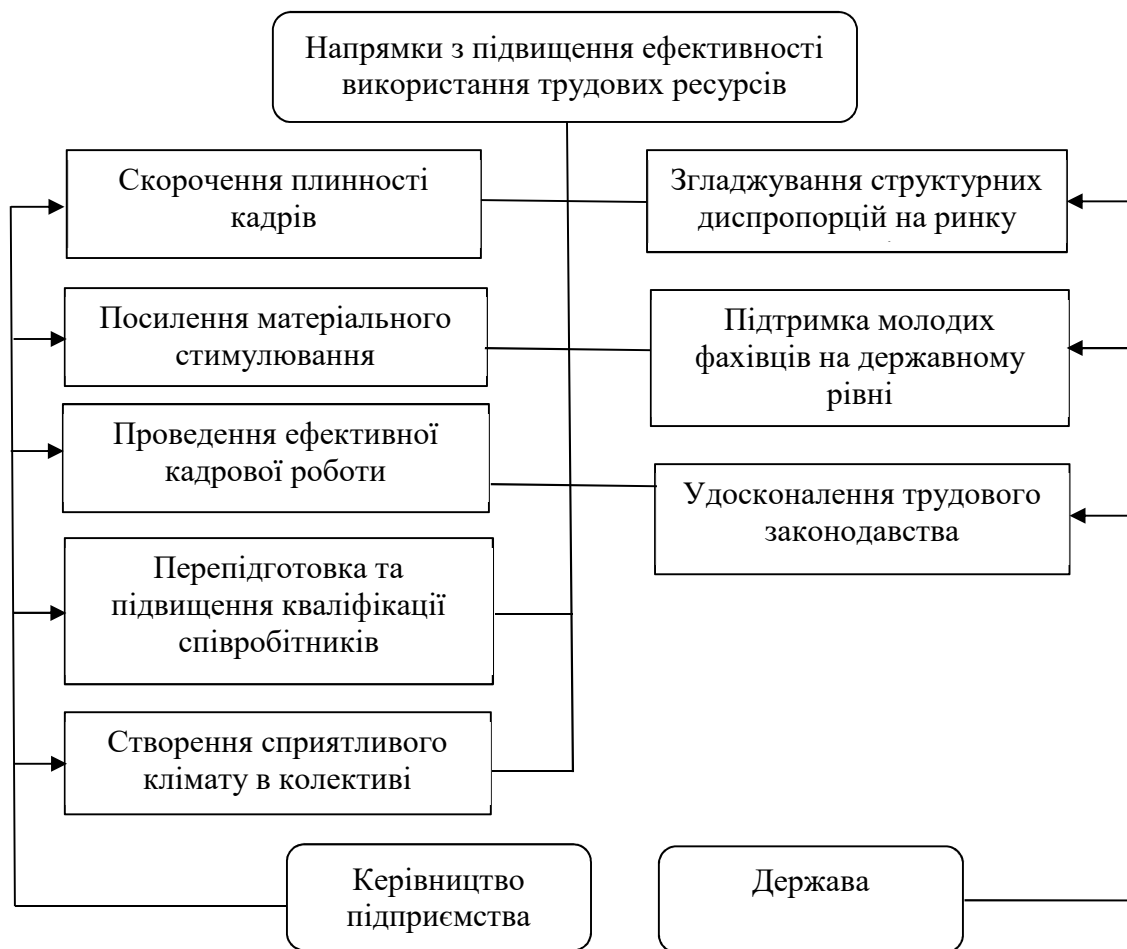 Напрямки з підвищення ефективності
використання трудових ресурсів
Скорочення плинності
кадрів
Згладжування структурних
диспропорцій на ринку
Посилення матеріального
стимулювання
Підтримка молодих
фахівців на державному
рівні
Проведення ефективної
кадрової роботи
Удосконалення трудового
законодавства
Перепідготовка та
підвищення кваліфікації
співробітників
Створення сприятливого
клімату в колективі
Керівництво
підприємства
Держава